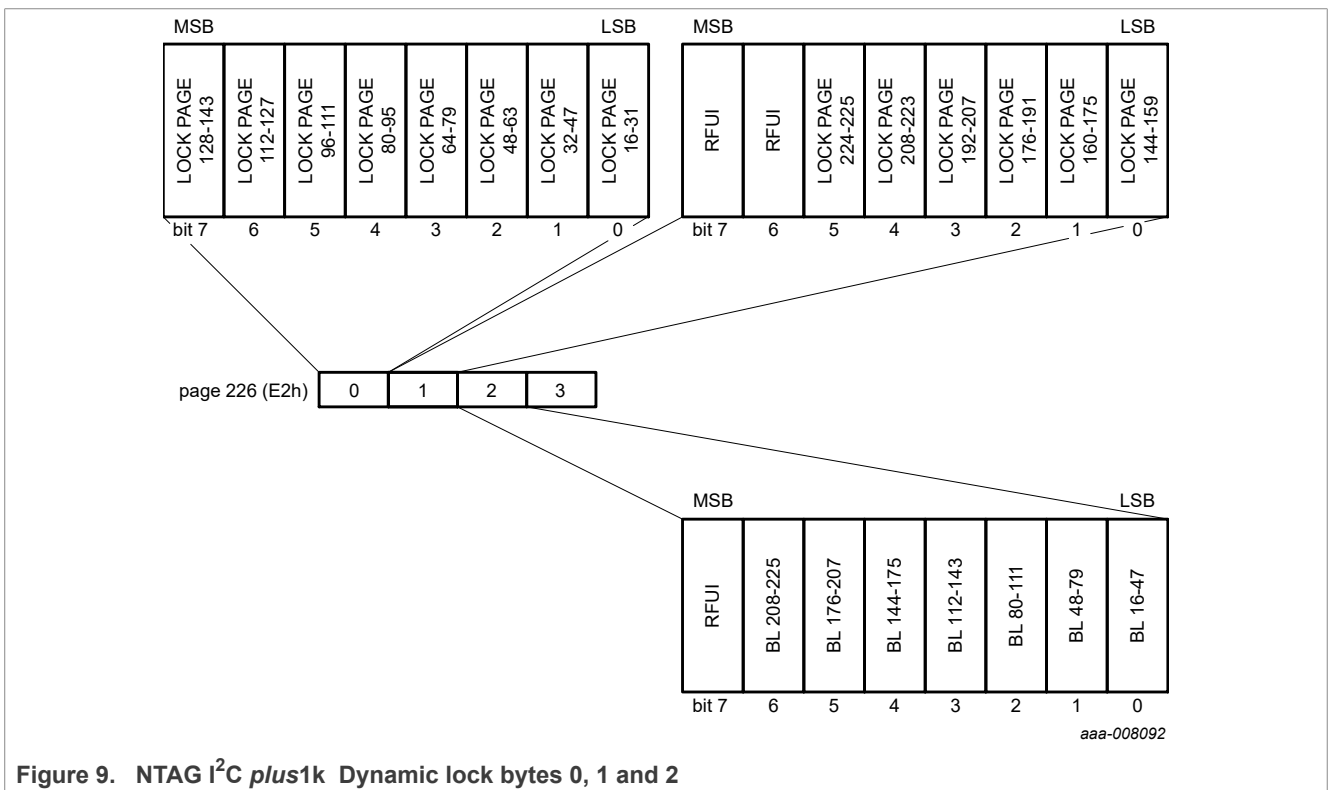 MSB LSB
LOCK PAGE 128-143
LOCK PAGE 112-127
LOCK PAGE 96-111
LOCK PAGE 80-95
LOCK PAGE 64-79
LOCK PAGE 48-63
LOCK PAGE 32-47
LOCK PAGE 16-31
bit 7 6 5 4 3 2 1 0
MSB LSB
RFUI
RFUI
LOCK PAGE 224-225
LOCK PAGE 208-223
LOCK PAGE 192-207
LOCK PAGE 176-191
LOCK PAGE 160-175
LOCK PAGE 144-159
bit 7 6 5 4 3 2 1 0
page 226 (E2h) 0 1 2 3
MSB LSB
RFUI
BL 208-225
BL 176-207
BL 144-175
BL 112-143
BL 80-111
BL 48-79
BL 16-47
bit 7 6 5 4 3 2 1 0
aaa-008092
Figure 9. NTAG I²C plus1k Dynamic lock bytes 0, 1 and 2